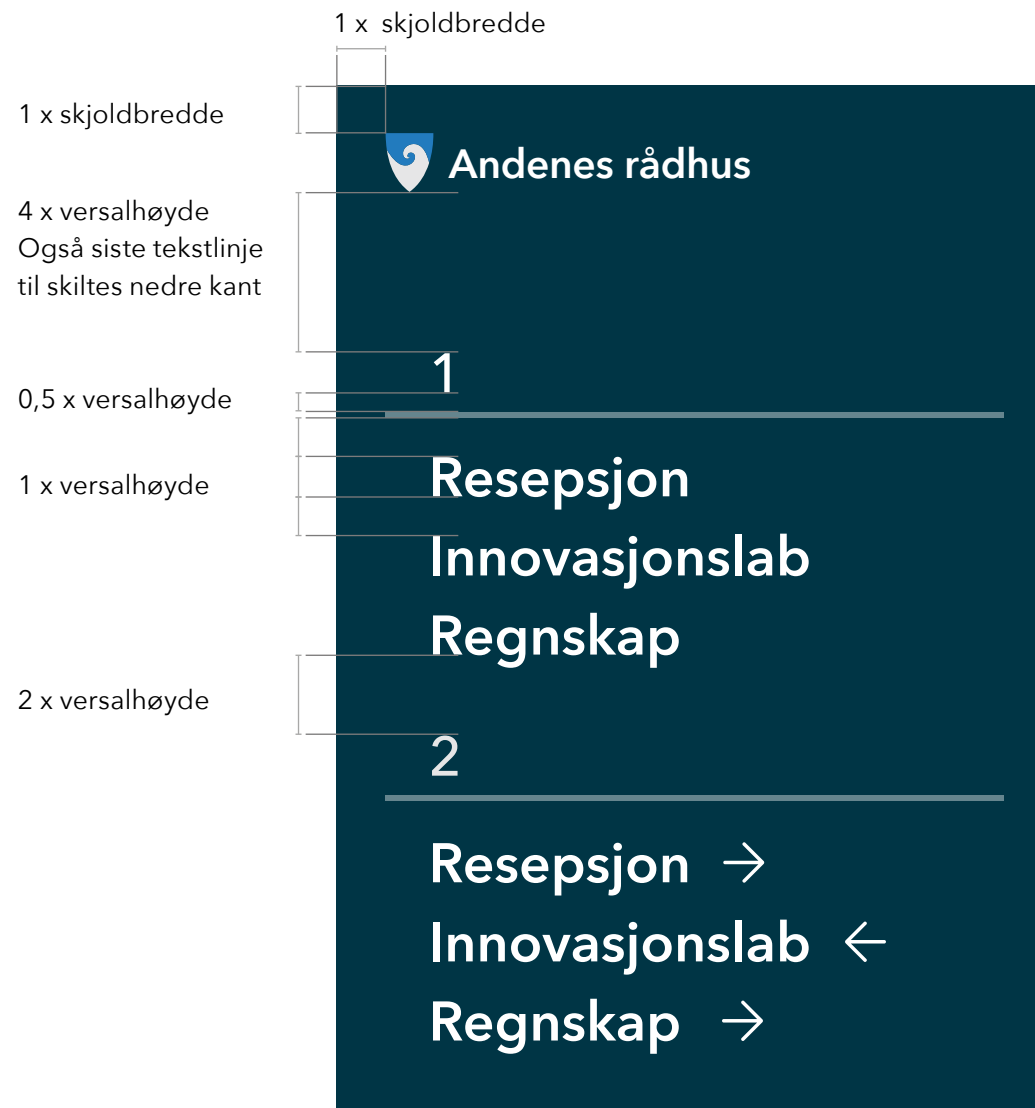 1 x skjoldbredde
1 x skjoldbredde
Andenes rådhus
4 x versalhøyde
Også siste tekstlinje
til skiltes nedre kant
1
0,5 x versalhøyde
Resepsjon
1 x versalhøyde
Innovasjonslab
Regnskap
2 x versalhøyde
2
Resepsjon →
Innovasjonslab ←
Regnskap →